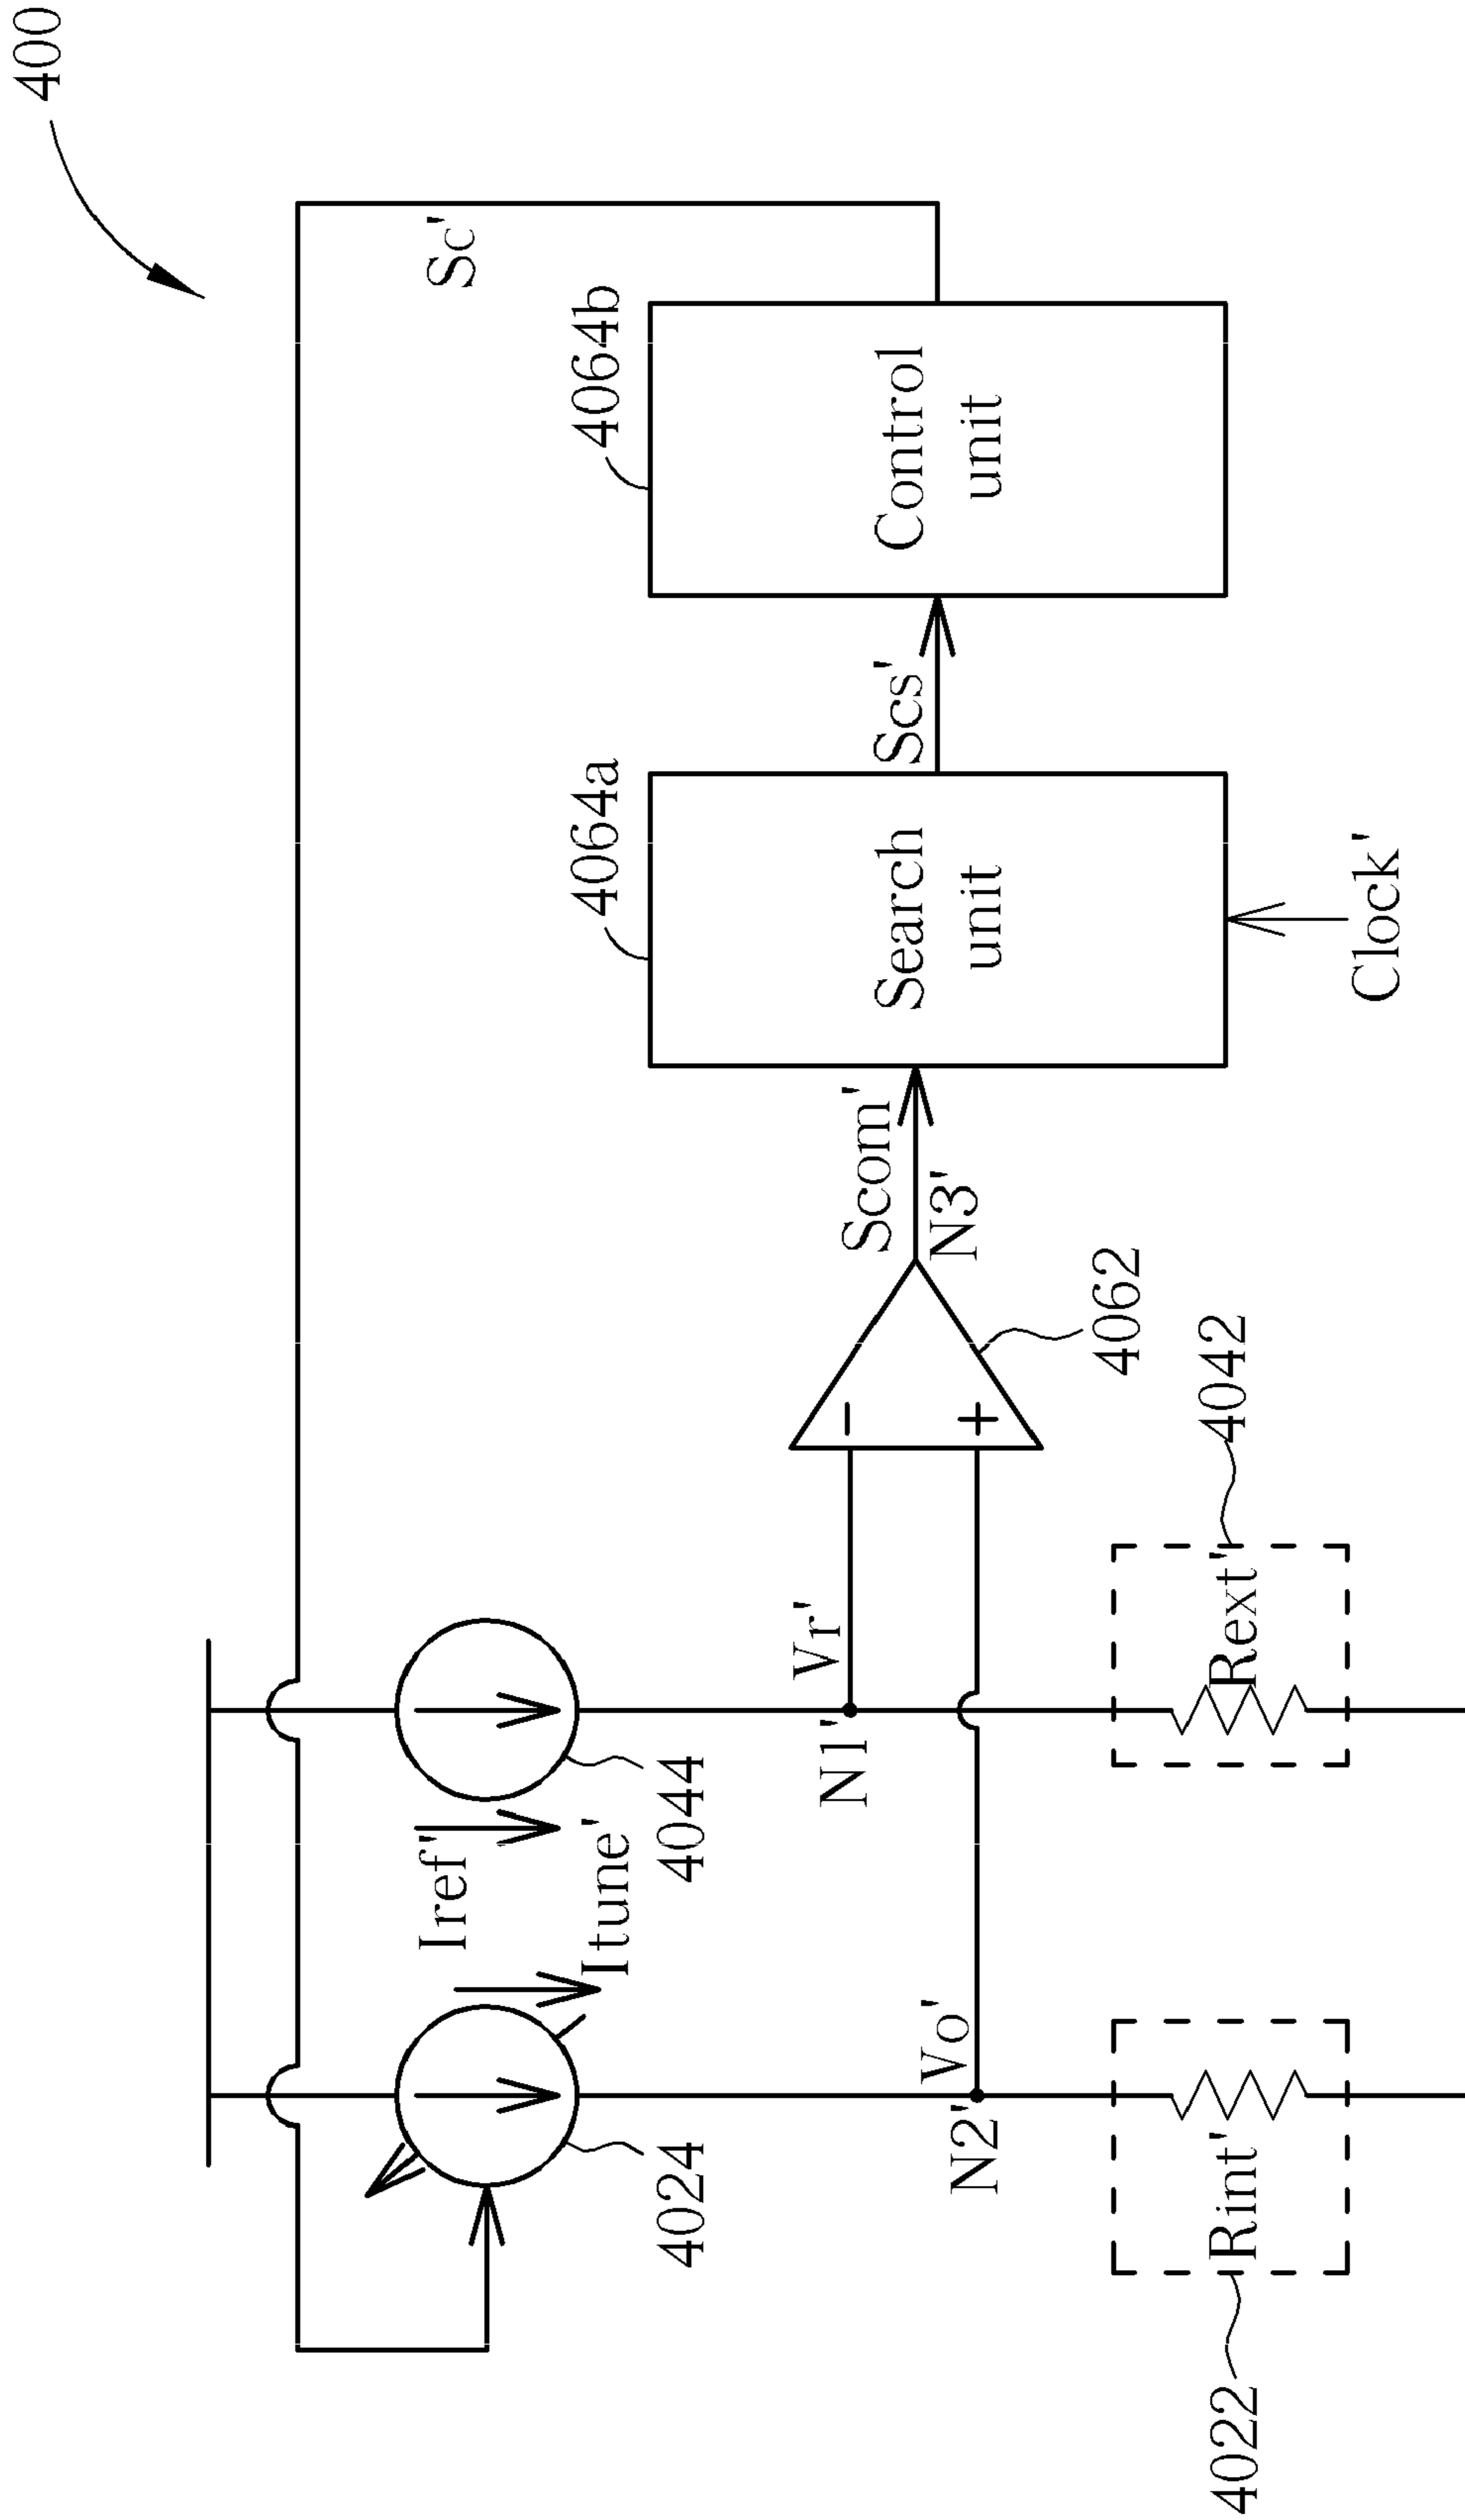 400
Sc'
4064b
Control
unit
Scs'
4064a
Search
unit
Clock'
Scom'
N3'
4062
4042
Rext'
Vr'
N1'
4044
Iref'
Itune'
4024
Vo'
N2'
Rint'
4022
-
+